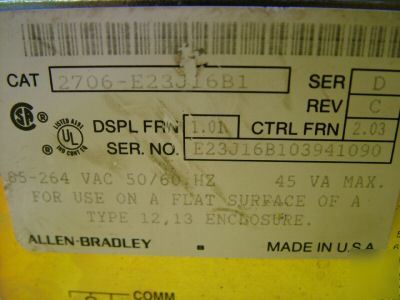 CAT 2706-E23J16B1 SER D
REV C
LISTED
UL
DSPL FRN 1.01 CTRL FRN 2.03
SER. NO. E23J16B103941090
85-264 VAC 50/60 HZ 45 VA MAX.
FOR USE ON A FLAT SURFACE OF A
TYPE 12,13 ENCLOSURE.
ALLEN-BRADLEY MADE IN U.S.A.
COMM